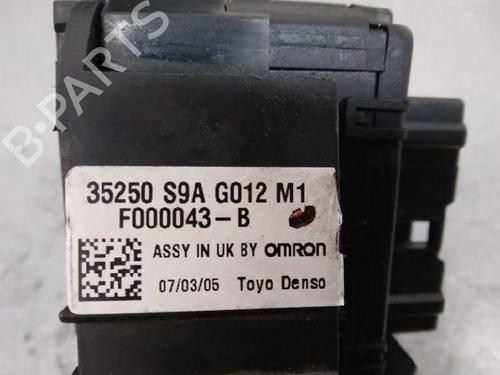 B-PARTS
35250 S9A G012 M1
F000043-B
ASSY IN UK BY OMRON
07/03/05 Toyo Denso